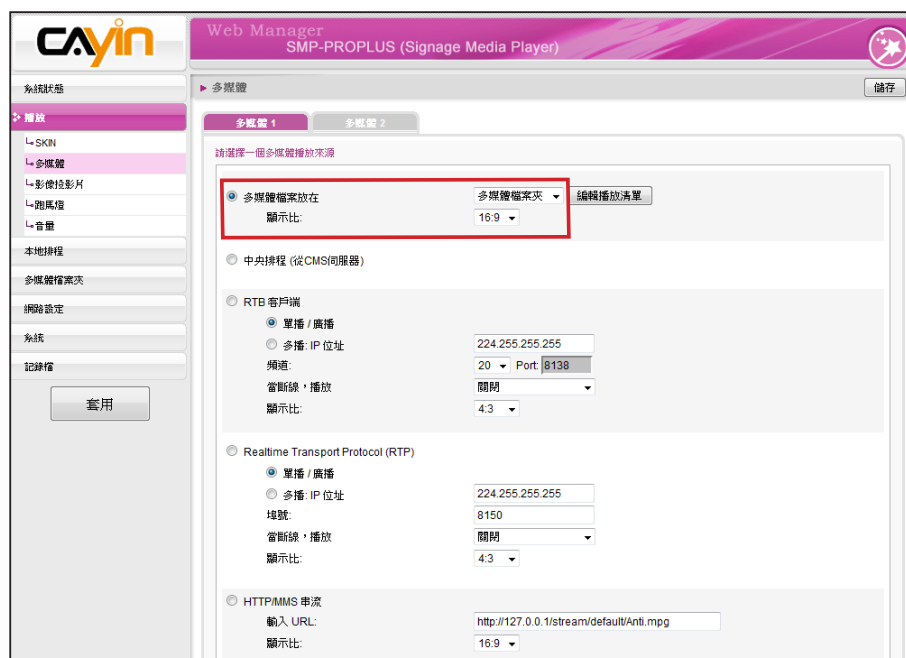 CAyin
Web Manager
SMP-PROPLUS (Signage Media Player)
系統狀態
播放
SKIN
多媒體
影像投影片
跑馬燈
音量
本地排程
多媒體檔案夾
網路設定
系統
記錄檔
套用
多媒體
儲存
多媒體 1
多媒體 2
請選擇一個多媒體播放來源
多媒體檔案放在 多媒體檔案夾 編輯播放清單
顯示比: 16:9
中央排程 (從CMS伺服器)
RTB 客戶端
單播 / 廣播
多播: IP 位址 224.255.255.255
頻道: 20 Port: 8138
當斷線，播放 關閉
顯示比: 4:3
Realtime Transport Protocol (RTP)
單播 / 廣播
多播: IP 位址 224.255.255.255
埠號: 8150
當斷線，播放 關閉
顯示比: 4:3
HTTP/MMS 串流
輸入 URL: http://127.0.0.1/stream/default/Anti.mpg
顯示比: 16:9